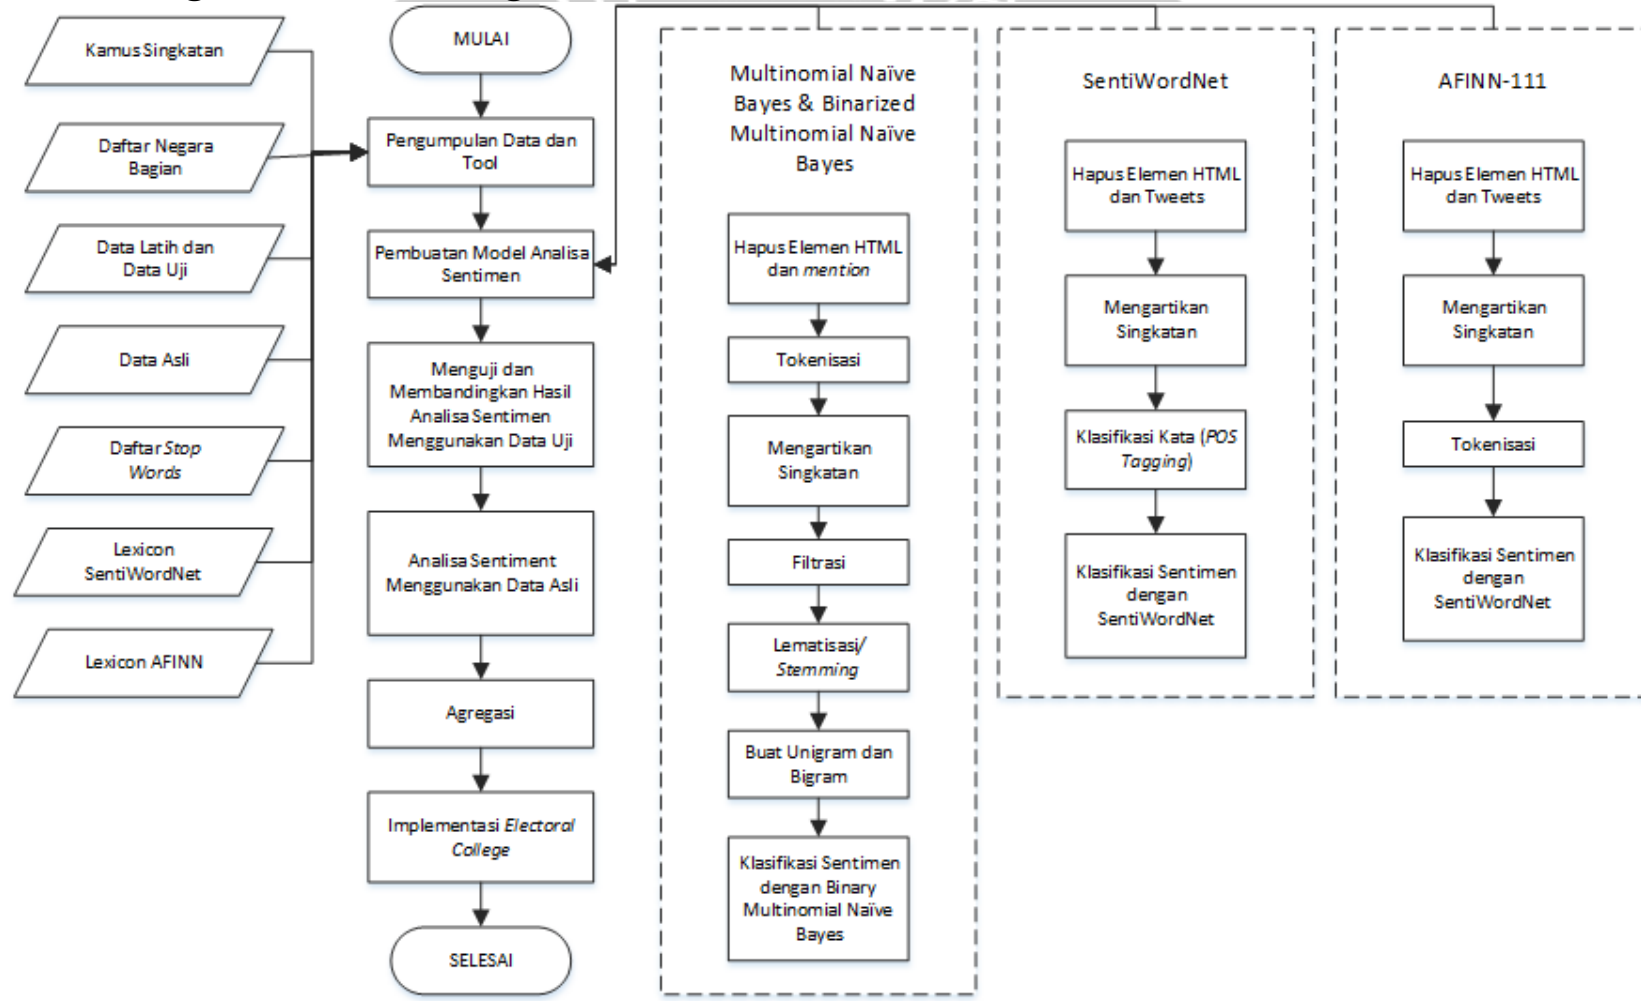 Kamus Singkatan
Daftar Negara
Bagian
Data Latih dan
Data Uji
Data Asli
Daftar Stop
Words
Lexicon
SentiWordNet
Lexicon AFINN
MULAI
Pengumpulan Data dan
Tool
Pembuatan Model Analisa
Sentimen
Menguji dan
Membandingkan Hasil
Analisa Sentimen
Menggunakan Data Uji
Analisa Sentiment
Menggunakan Data Asli
Agregasi
Implementasi Electoral
College
SELESAI
Multinomial Naïve
Bayes & Binarized
Multinomial Naïve
Bayes
Hapus Elemen HTML
dan mention
Tokenisasi
Mengartikan
Singkatan
Filtrasi
Lematisasi/
Stemming
Buat Unigram dan
Bigram
Klasifikasi Sentimen
dengan Binary
Multinomial Naïve
Bayes
SentiWordNet
Hapus Elemen HTML
dan Tweets
Mengartikan
Singkatan
Klasifikasi Kata (POS
Tagging)
Klasifikasi Sentimen
dengan
SentiWordNet
AFINN-111
Hapus Elemen HTML
dan Tweets
Mengartikan
Singkatan
Tokenisasi
Klasifikasi Sentimen
dengan
SentiWordNet